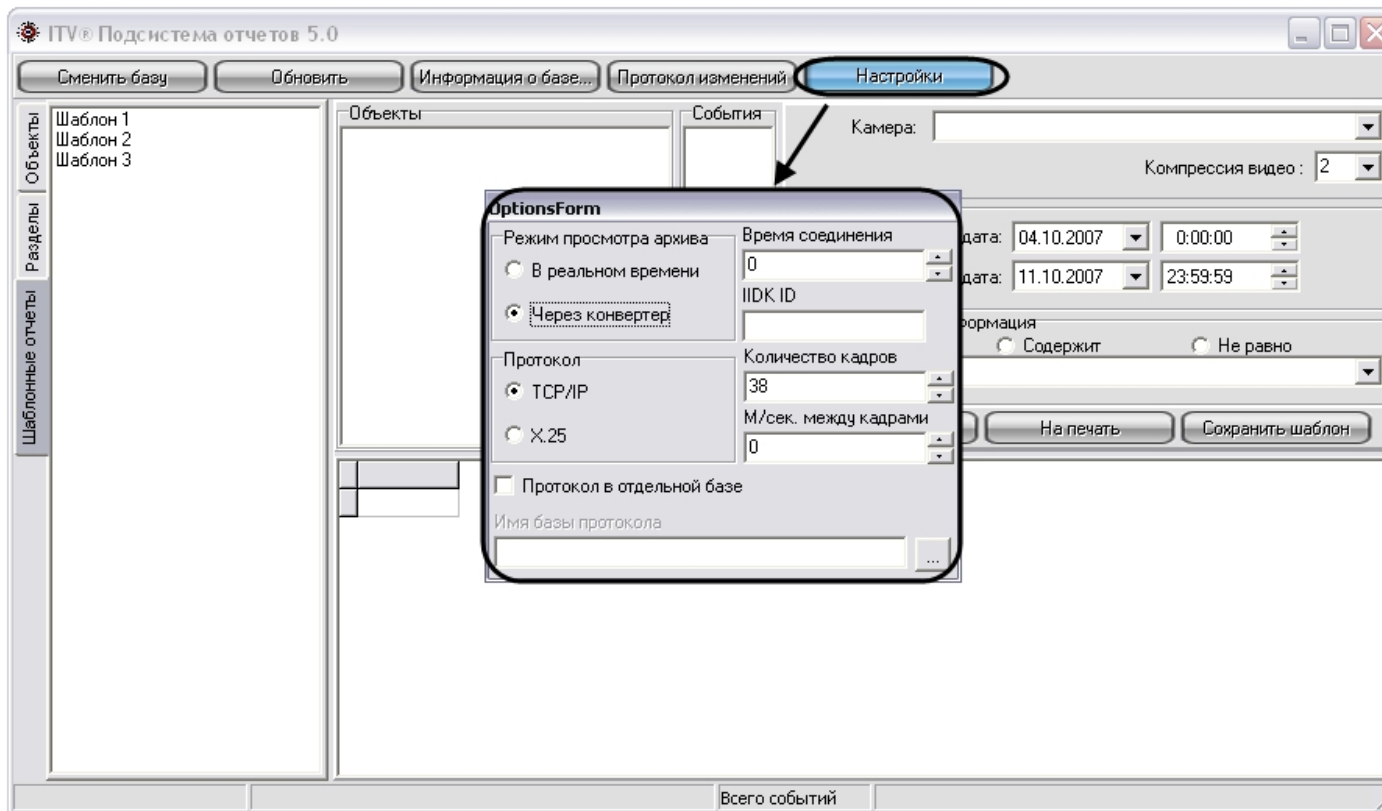 ITV® Подсистема отчетов 5.0
Сменить базу
Обновить
Информация о базе...
Протокол изменений
Настройки
Объекты
Разделы
Шаблонные отчеты
Шаблон 1
Шаблон 2
Шаблон 3
Объекты
События
Камера:
Компрессия видео : 2
дата: 04.10.2007 0:00:00
дата: 11.10.2007 23:59:59
формация
Содержит
Не равно
На печать
Сохранить шаблон
OptionsForm
Режим просмотра архива
В реальном времени
Через конвертер
Протокол
TCP/IP
X.25
Время соединения
0
IIDK ID
Количество кадров
38
М/сек. между кадрами
0
Протокол в отдельной базе
Имя базы протокола
...
Всего событий